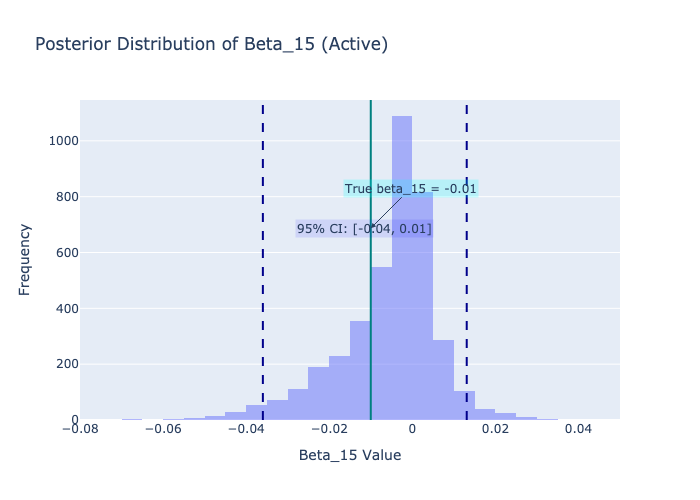 Posterior Distribution of Beta_15 (Active)
1000
800
600
400
200
0
Frequency
True beta_15 = -0.01
95% CI: [-0.04, 0.01]
−0.08
−0.06
−0.04
−0.02
0
0.02
0.04
Beta_15 Value